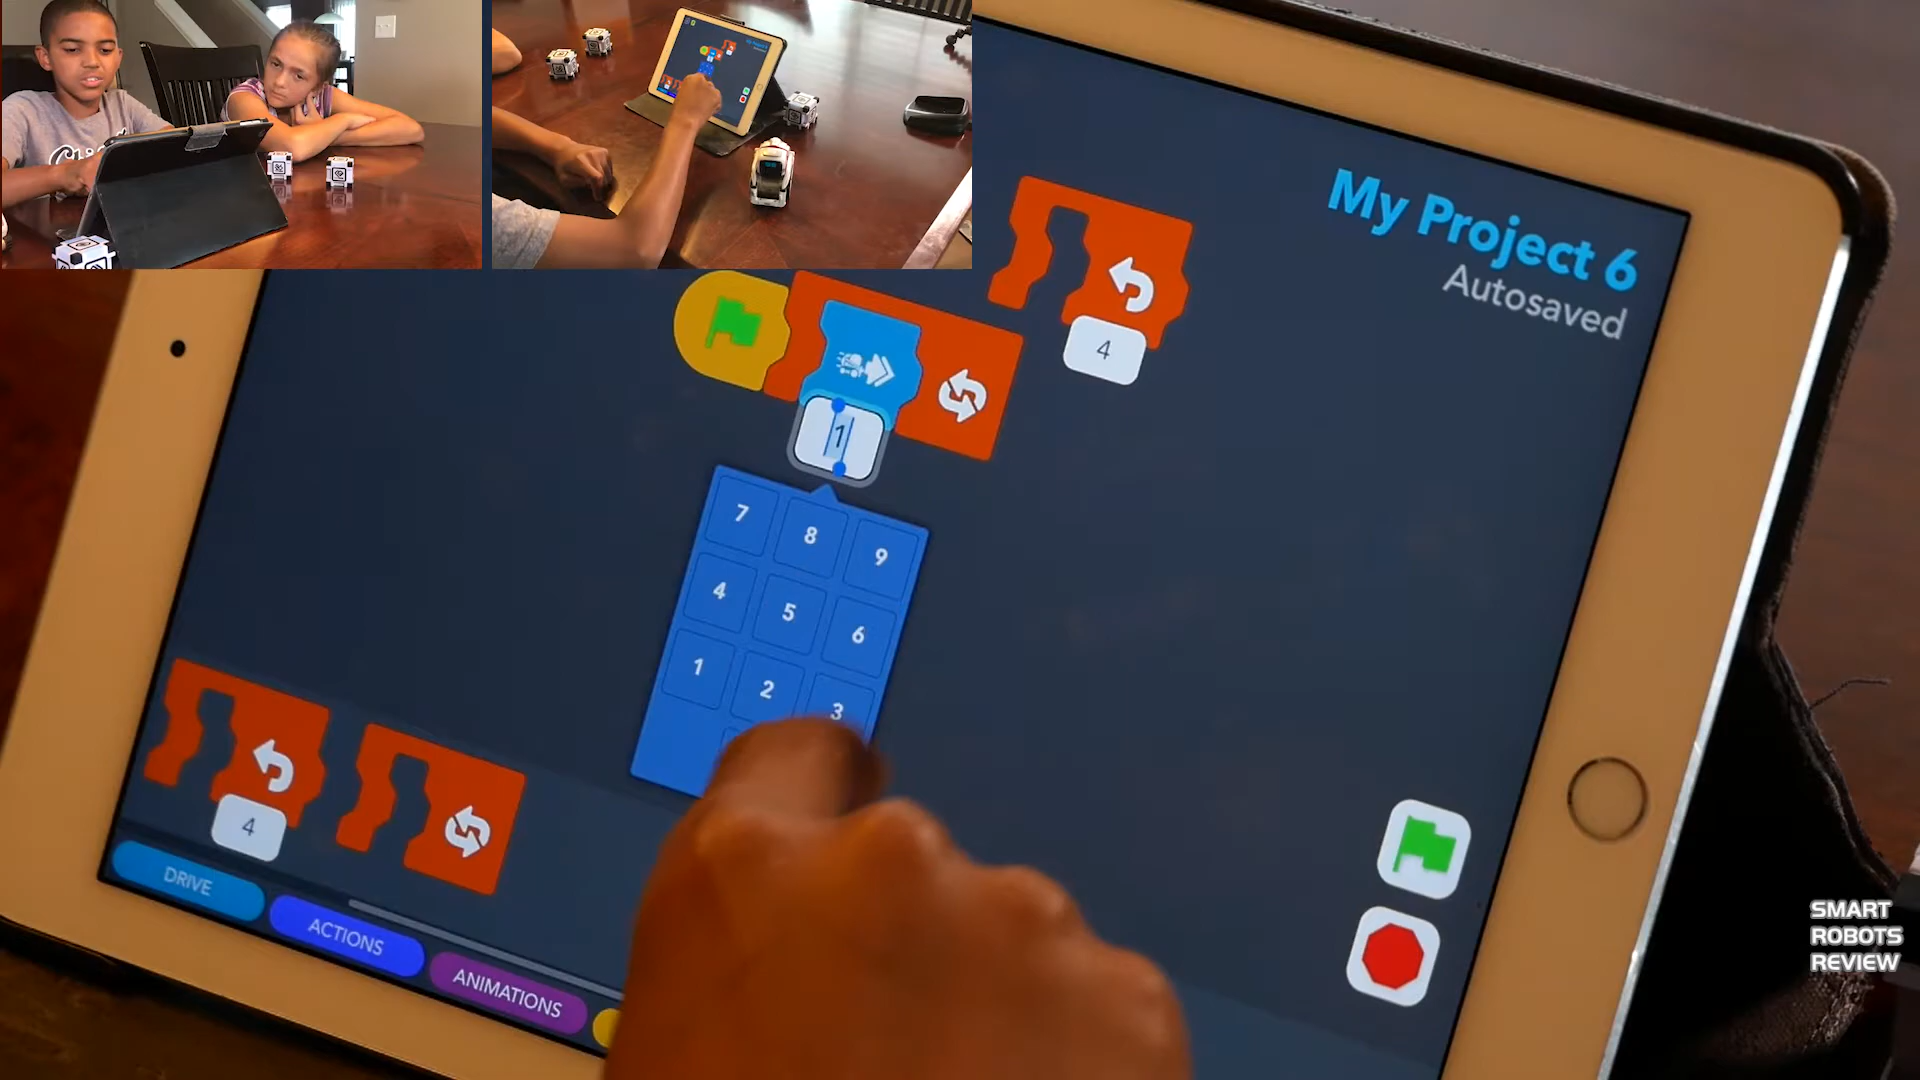 My Project 6
Autosaved
4
1
7
8
9
4
5
6
1
2
3
4
DRIVE
ACTIONS
ANIMATIONS
SMART
ROBOTS
REVIEW